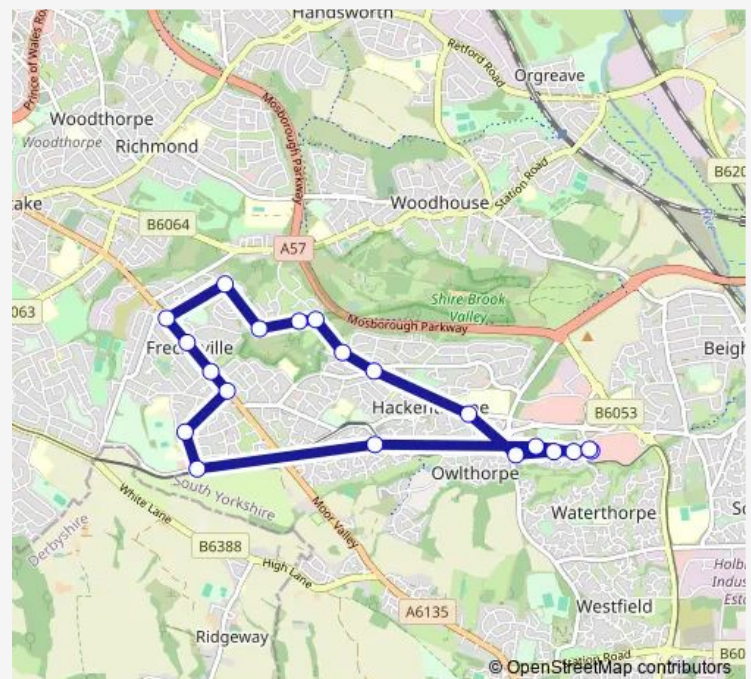 Handsworth
Prince of Wales Ro
Retford Road
Orgreave
Mosborough Parkway
Woodthorpe
Woodthorpe
Richmond
Station Road
B620
Woodhouse
ake
B6064
A57
Shire Brook
Valley
063
Mosborough Parkway
Beigh
Hackenthorpe
B6053
Owlthorpe
South Yorkshire
White Lane
Waterthorpe
Derbyshire
Moor Valley
B6388
High Lane
Holb
Indus
Esta
A6135
Westfield
Ridgeway
Station Road
B60
© OpenStreetMap contributors